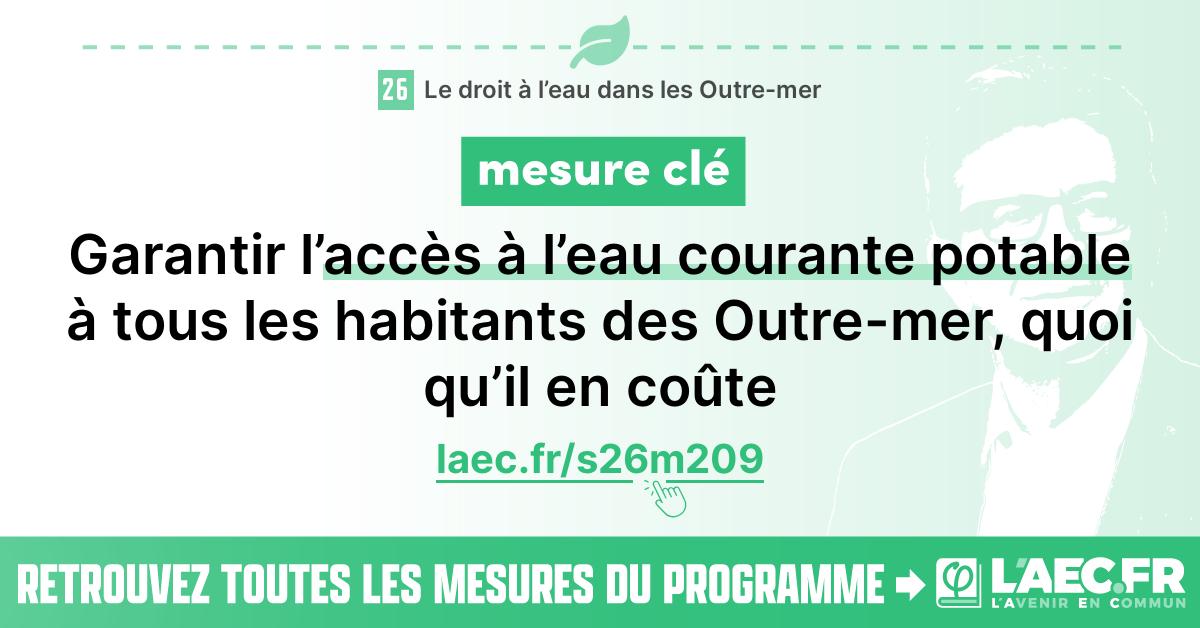 26 Le droit à l’eau dans les Outre-mer
mesure clé
Garantir l’accès à l’eau courante potable
à tous les habitants des Outre-mer, quoi
qu’il en coûte
laec.fr/s26m209
RETROUVEZ TOUTES LES MESURES DU PROGRAMME
φ L'AEC.FR
L'AVENIR EN COMMUN